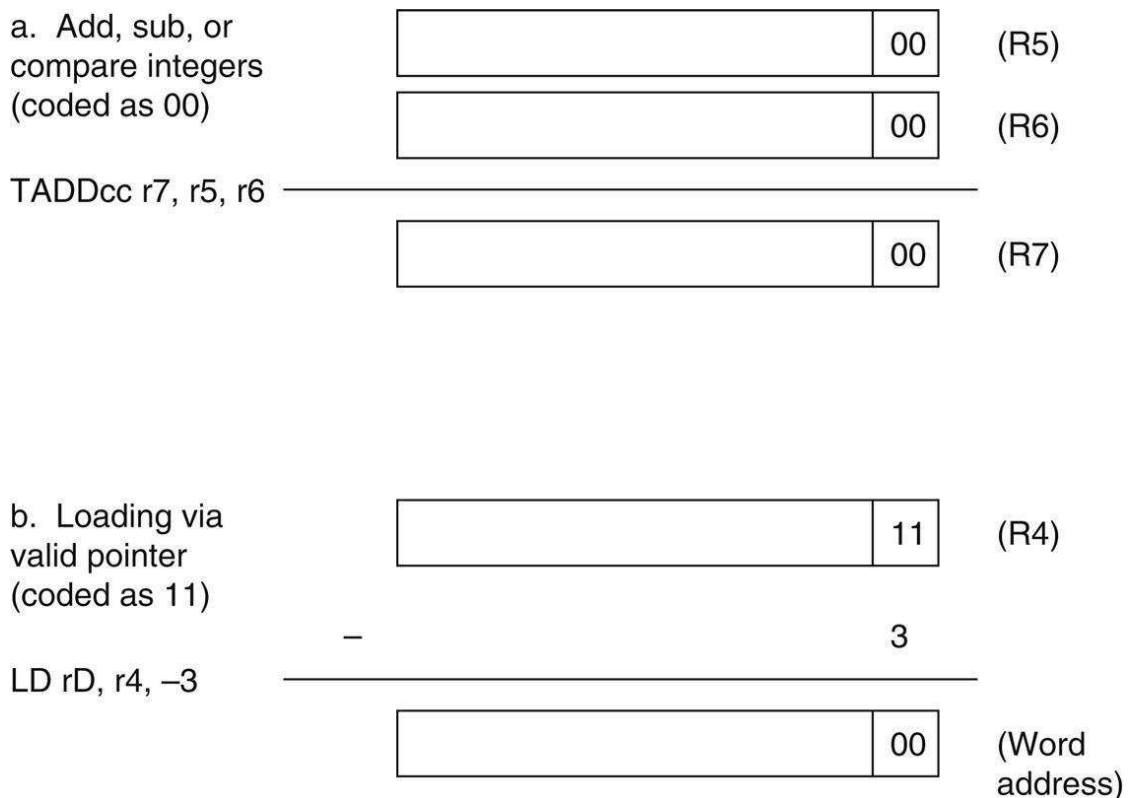 a. Add, sub, or
compare integers
(coded as 00)
00 (R5)
00 (R6)
TADDcc r7, r5, r6
00 (R7)
b. Loading via
valid pointer
(coded as 11)
11 (R4)
– 3
LD rD, r4, –3
00 (Word
address)